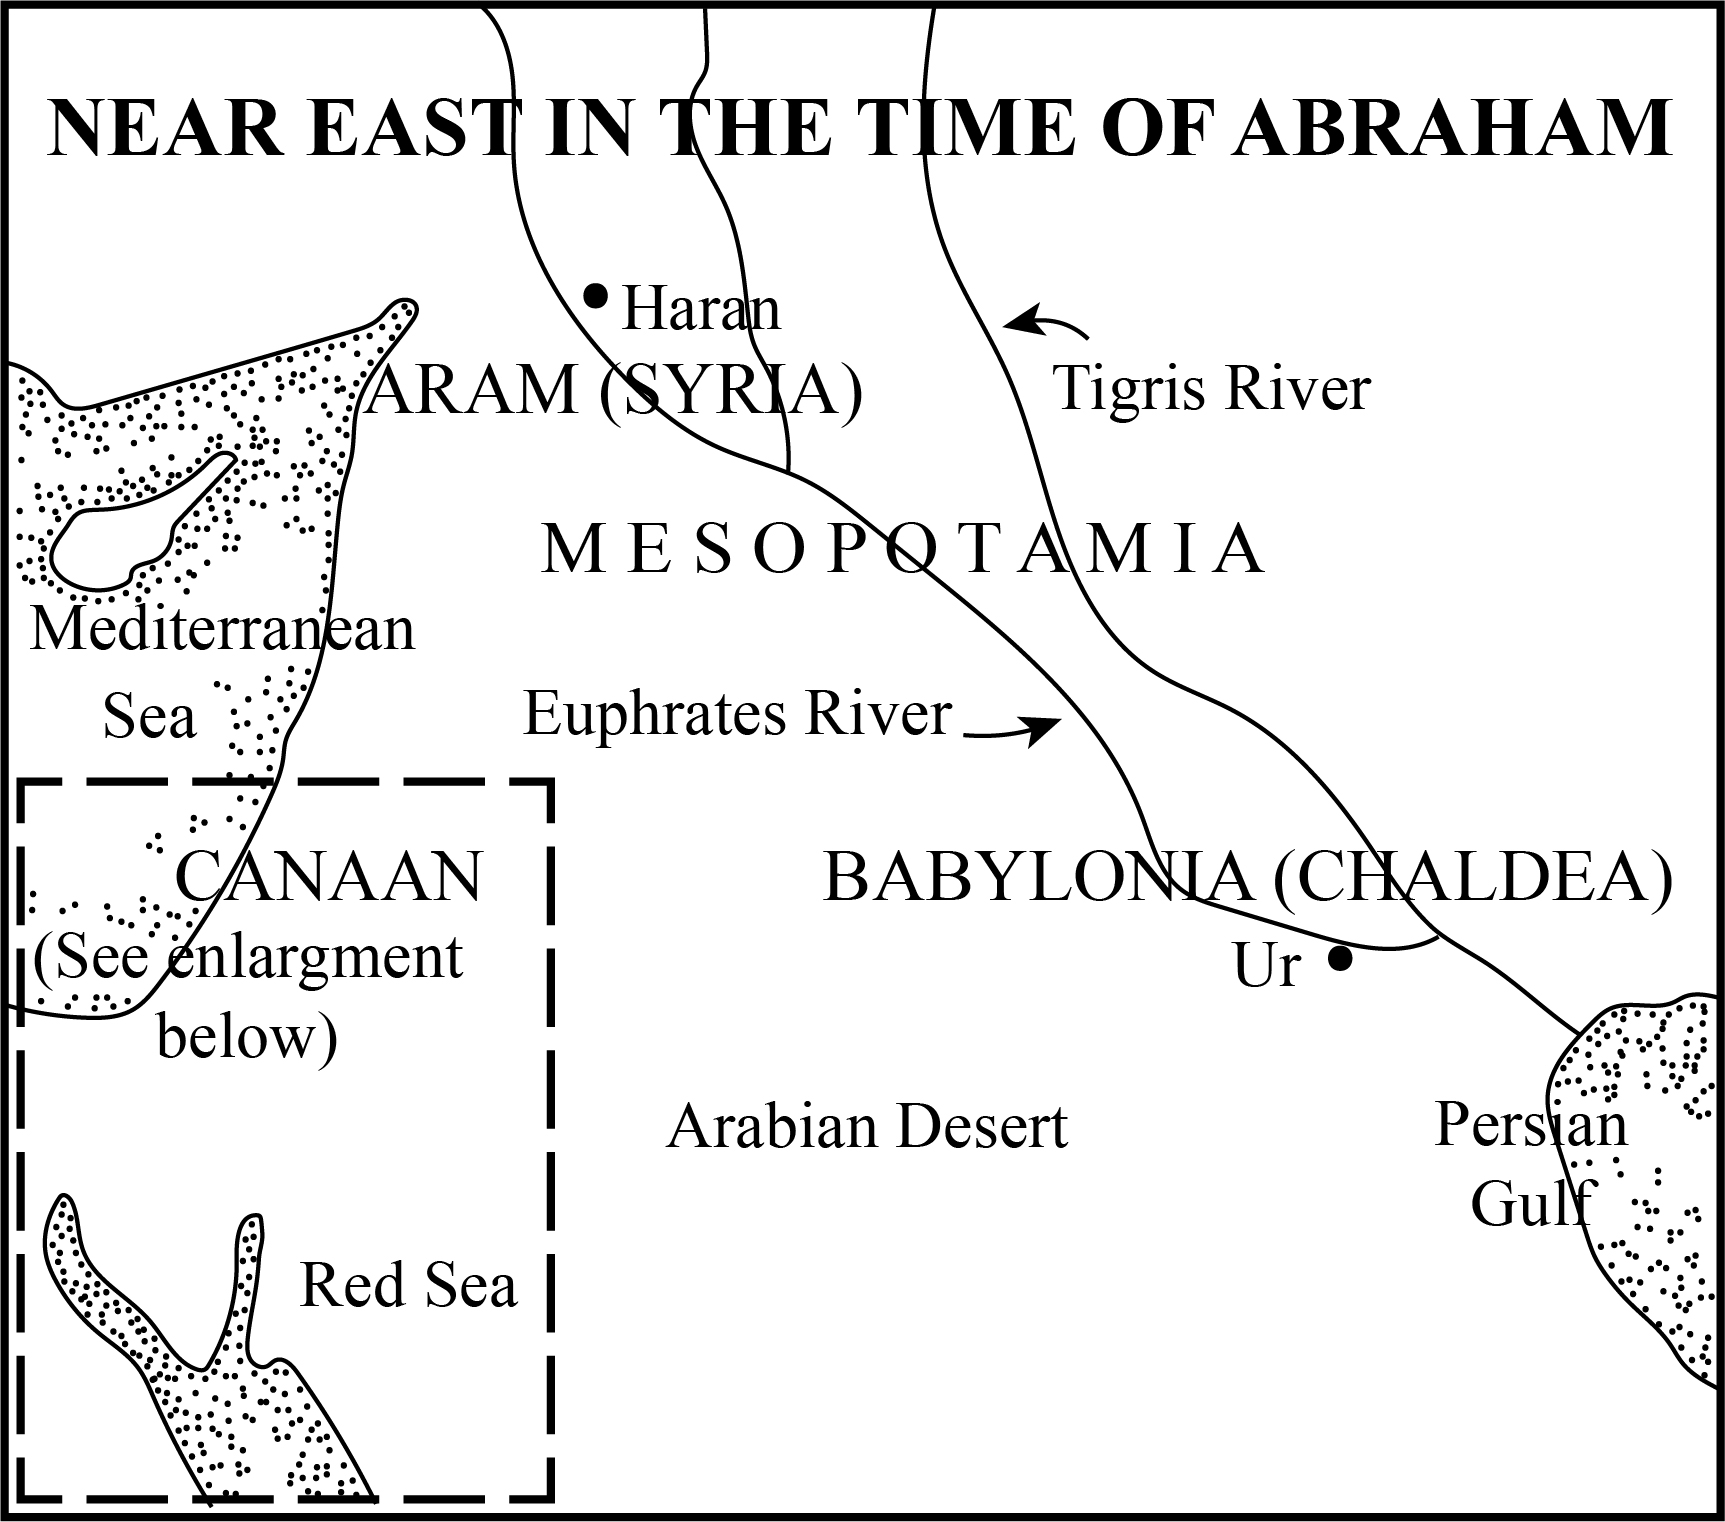 NEAR EAST IN THE TIME OF ABRAHAM
Haran
ARAM (SYRIA)
Tigris River
MESOPOTAMIA
Mediterranean
Sea
Euphrates River
CANAAN
(See enlargment
below)
BABYLONIA (CHALDEA)
Ur
Arabian Desert
Persian
Gulf
Red Sea